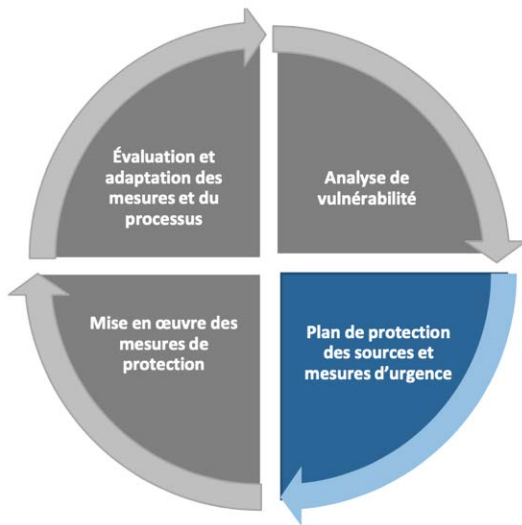 Évaluation et
adaptation des
mesures et du
processus
Analyse de
vulnérabilité
Mise en œuvre des
mesures de
protection
Plan de protection
des sources et
mesures d’urgence